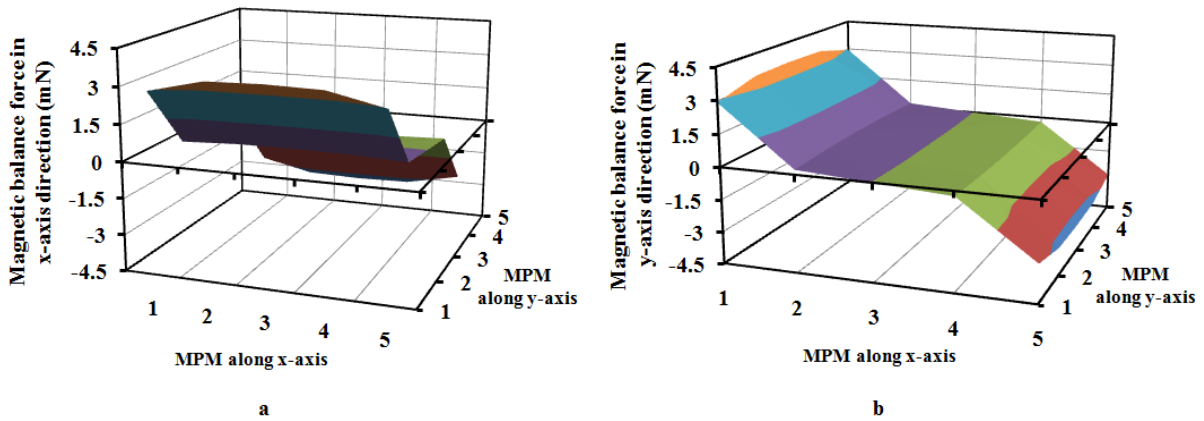 Magnetic balance force in
x-axis direction (mN)
4.5
3
1.5
0
-1.5
-3
-4.5
1
2
3
4
5
MPM along x-axis
1
2
3
4
5
MPM
along y-axis
a
Magnetic balance force in
y-axis direction (mN)
4.5
3
1.5
0
-1.5
-3
-4.5
1
2
3
4
5
MPM along x-axis
1
2
3
4
5
MPM
along y-axis
b